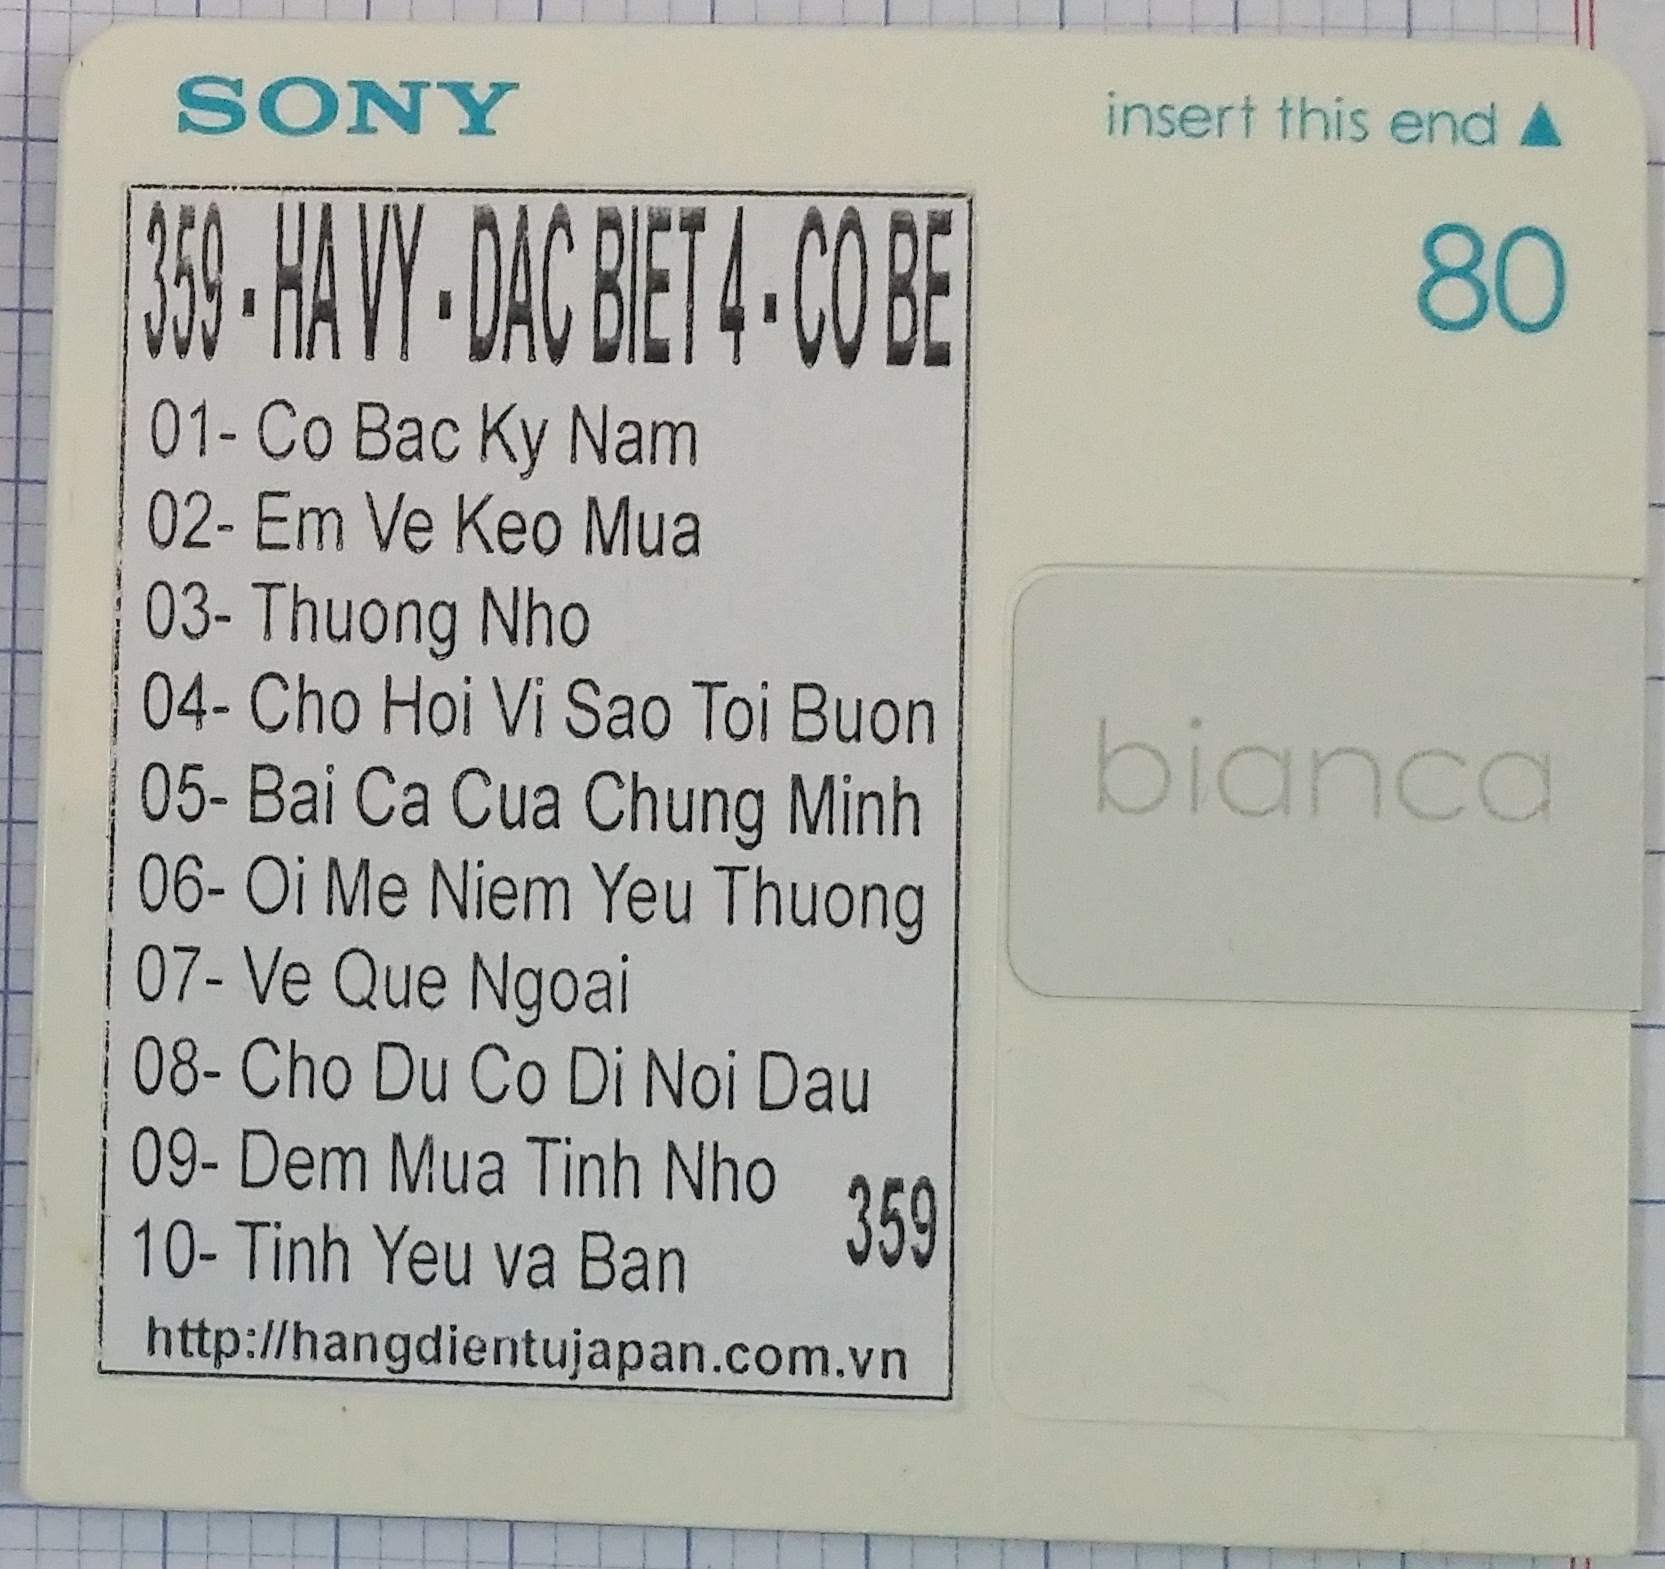 SONY
insert this end ▲
80
359 - HA VY - DAC BIET 4 - CO BE
01- Co Bac Ky Nam
02- Em Ve Keo Mua
03- Thuong Nho
04- Cho Hoi Vi Sao Toi Buon
05- Bai Ca Cua Chung Minh
06- Oi Me Niem Yeu Thuong
07- Ve Que Ngoai
08- Cho Du Co Di Noi Dau
09- Dem Mua Tinh Nho
10- Tinh Yeu va Ban
359
http://hangdientujapan.com.vn
bianca